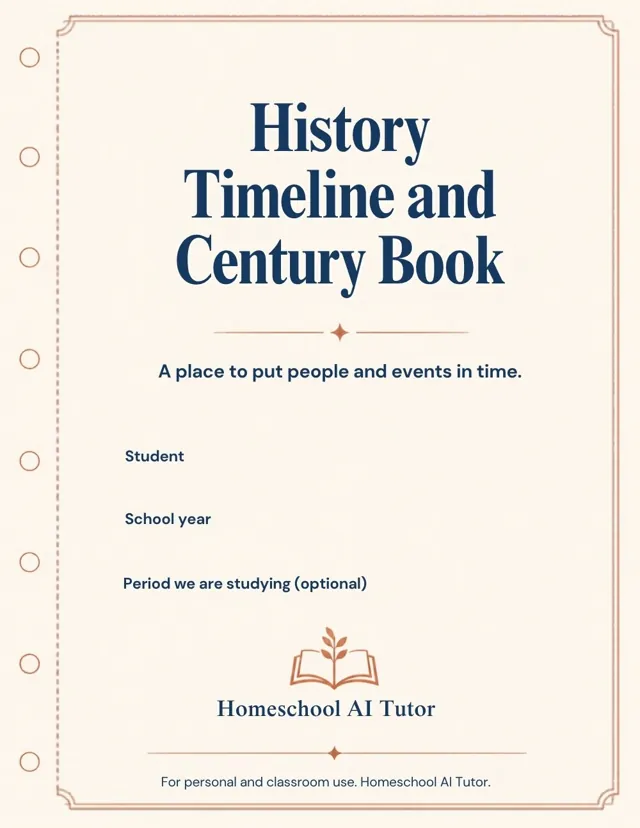 History
Timeline and
Century Book
A place to put people and events in time.
Student
School year
Period we are studying (optional)
Homeschool AI Tutor
For personal and classroom use. Homeschool AI Tutor.